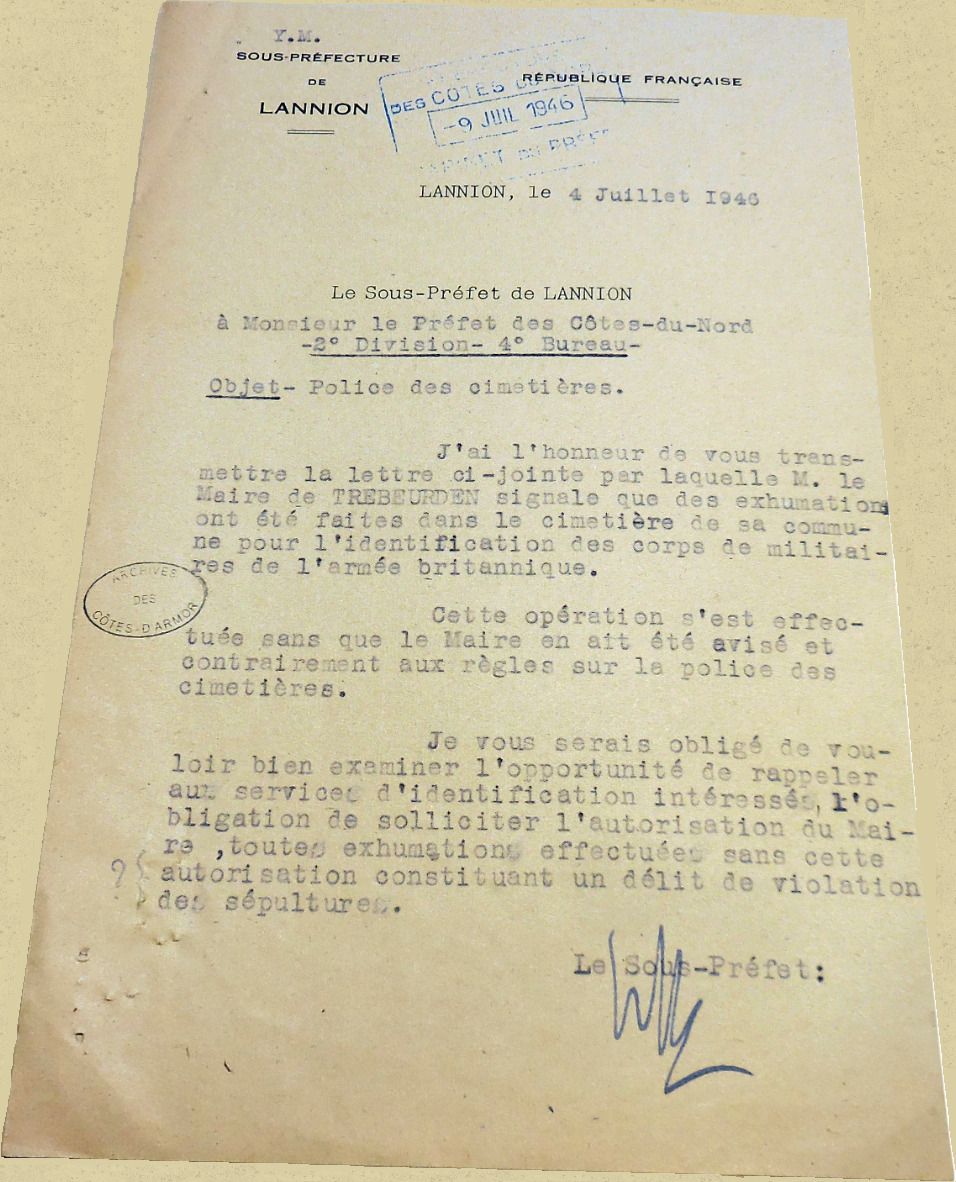 Y.M.
SOUS-PRÉFECTURE
DE
LANNION
RÉPUBLIQUE FRANÇAISE
DES CÔTES DU
-9 JUIL 1946
DU PRÉF
LANNION, le 4 Juillet 1946
Le Sous-Préfet de LANNION
à Monsieur le Préfet des Côtes-du-Nord
-2° Division- 4° Bureau-
Objet- Police des cimetières.
J'ai l'honneur de vous trans-
mettre la lettre ci-jointe par laquelle M. le
Maire de TREBEURDEN signale que des exhumations
ont été faites dans le cimetière de sa commu-
ne pour l'identification des corps de militai-
res de l'armée britannique.
ARCHIVES
DES
CÔTES-D'ARMOR
Cette opération s'est effec-
tuée sans que le Maire en ait été avisé et
contrairement aux règles sur la police des
cimetières.
Je vous serais obligé de vou-
loir bien examiner l'opportunité de rappeler
aux services d'identification intéressés, l'o-
bligation de solliciter l'autorisation du Mai-
re ,toutes exhumations effectuées sans cette
? autorisation constituant un délit de violation
des sépultures.
Le Sous-Préfet: